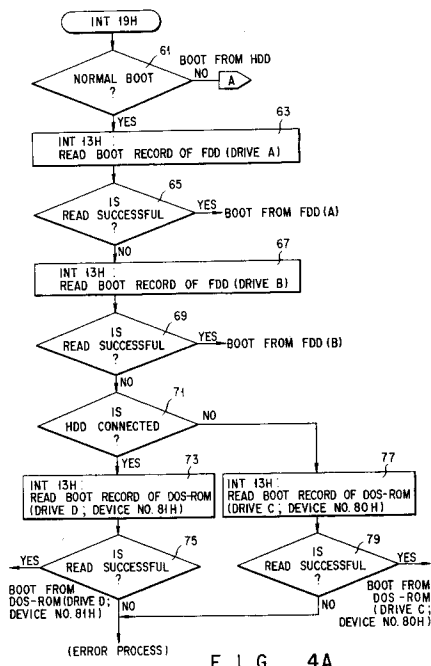 INT 19H
61
NORMAL BOOT
?
BOOT FROM HDD
NO
A
YES
63
INT 13H :
READ BOOT RECORD OF FDD (DRIVE A)
65
IS
READ SUCCESSFUL
?
YES
BOOT FROM FDD(A)
NO
67
INT 13H :
READ BOOT RECORD OF FDD (DRIVE B)
69
IS
READ SUCCESSFUL
?
YES
BOOT FROM FDD(B)
NO
71
IS
HDD CONNECTED
?
NO
YES
73
INT 13H :
READ BOOT RECORD OF DOS-ROM
(DRIVE D ; DEVICE NO. 81H)
77
INT 13H :
READ BOOT RECORD OF DOS-ROM
(DRIVE C ; DEVICE NO. 80H)
75
IS
READ SUCCESSFUL
?
YES
BOOT FROM
DOS-ROM(DRIVE D;
DEVICE NO. 81H)
NO
79
IS
READ SUCCESSFUL
?
YES
BOOT FROM
DOS-ROM
(DRIVE C;
DEVICE NO. 80H)
NO
(ERROR PROCESS)
FIG. 4A